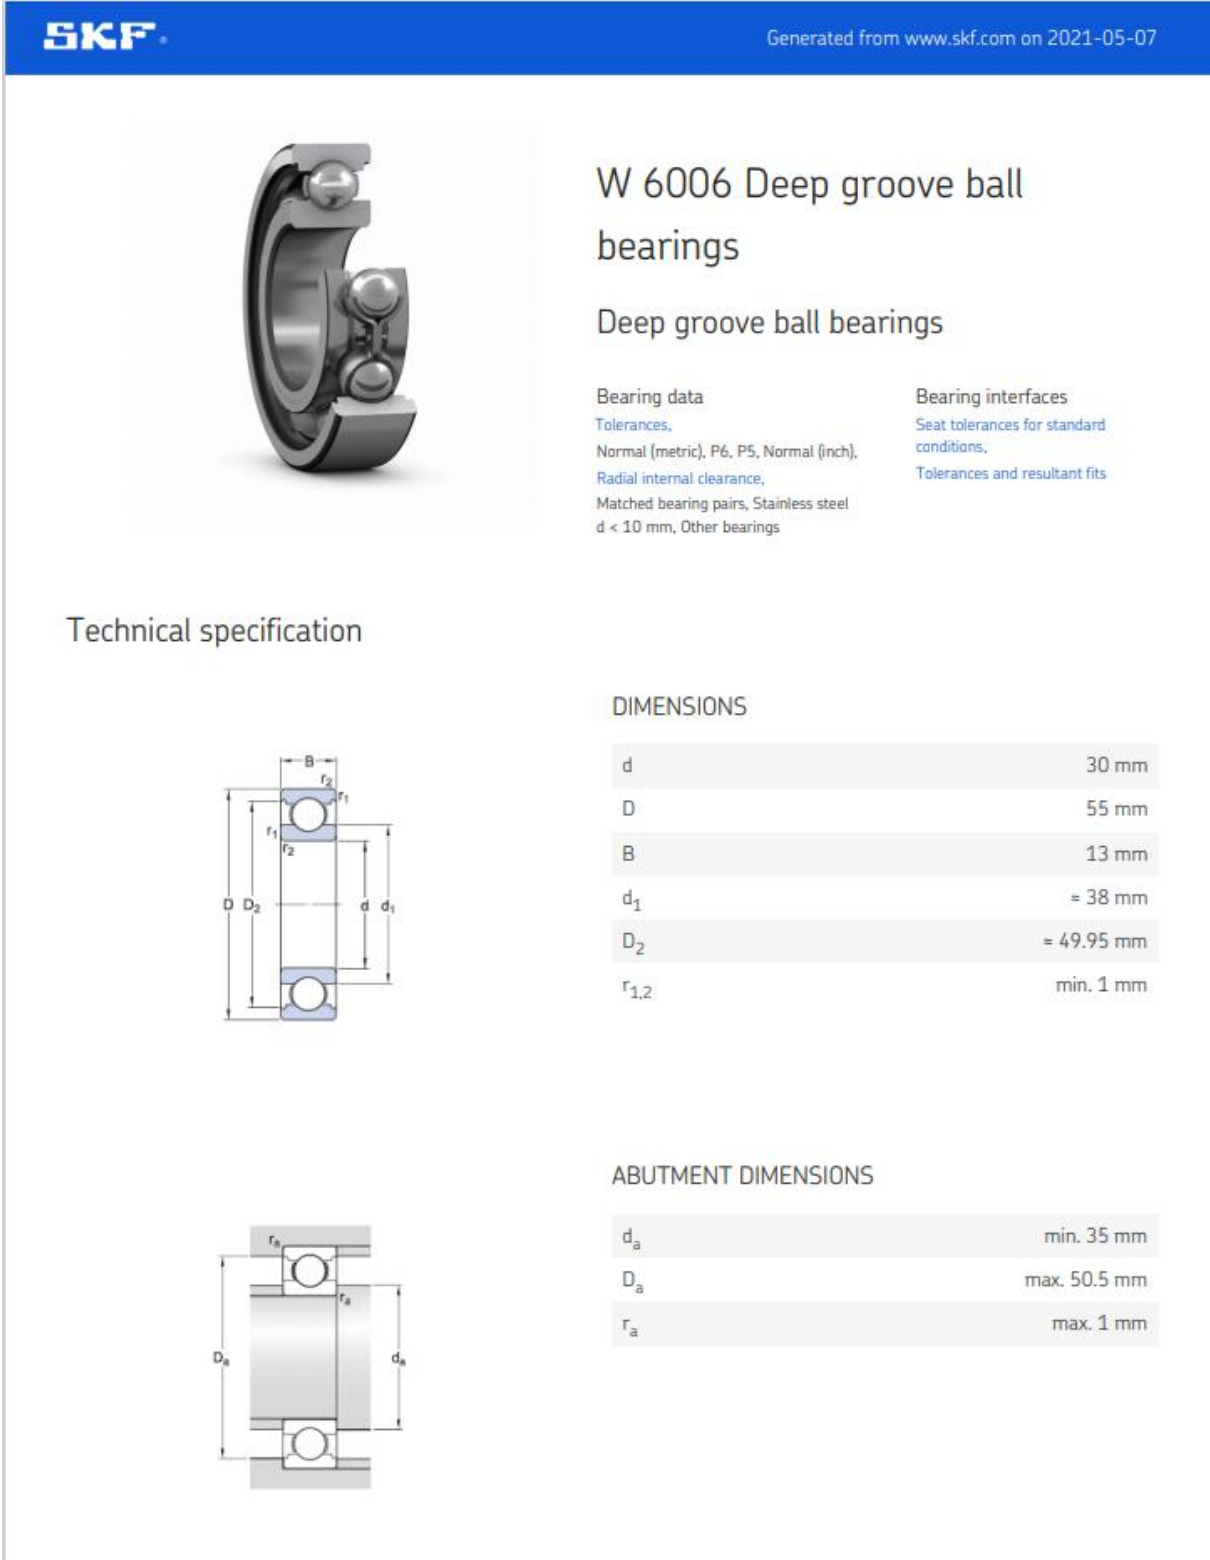 SKF®
Generated from www.skf.com on 2021-05-07
W 6006 Deep groove ball
bearings
Deep groove ball bearings
Bearing data
Tolerances,
Normal (metric), P6, P5, Normal (inch),
Radial internal clearance,
Matched bearing pairs, Stainless steel
d < 10 mm, Other bearings
Bearing interfaces
Seat tolerances for standard
conditions,
Tolerances and resultant fits
Technical specification
B
r2
r1
r1
r2
D D2 d d1
DIMENSIONS
d 30 mm
D 55 mm
B 13 mm
d1 ≈ 38 mm
D2 ≈ 49.95 mm
r1,2 min. 1 mm
ra
ra
Da da
ABUTMENT DIMENSIONS
da min. 35 mm
Da max. 50.5 mm
ra max. 1 mm